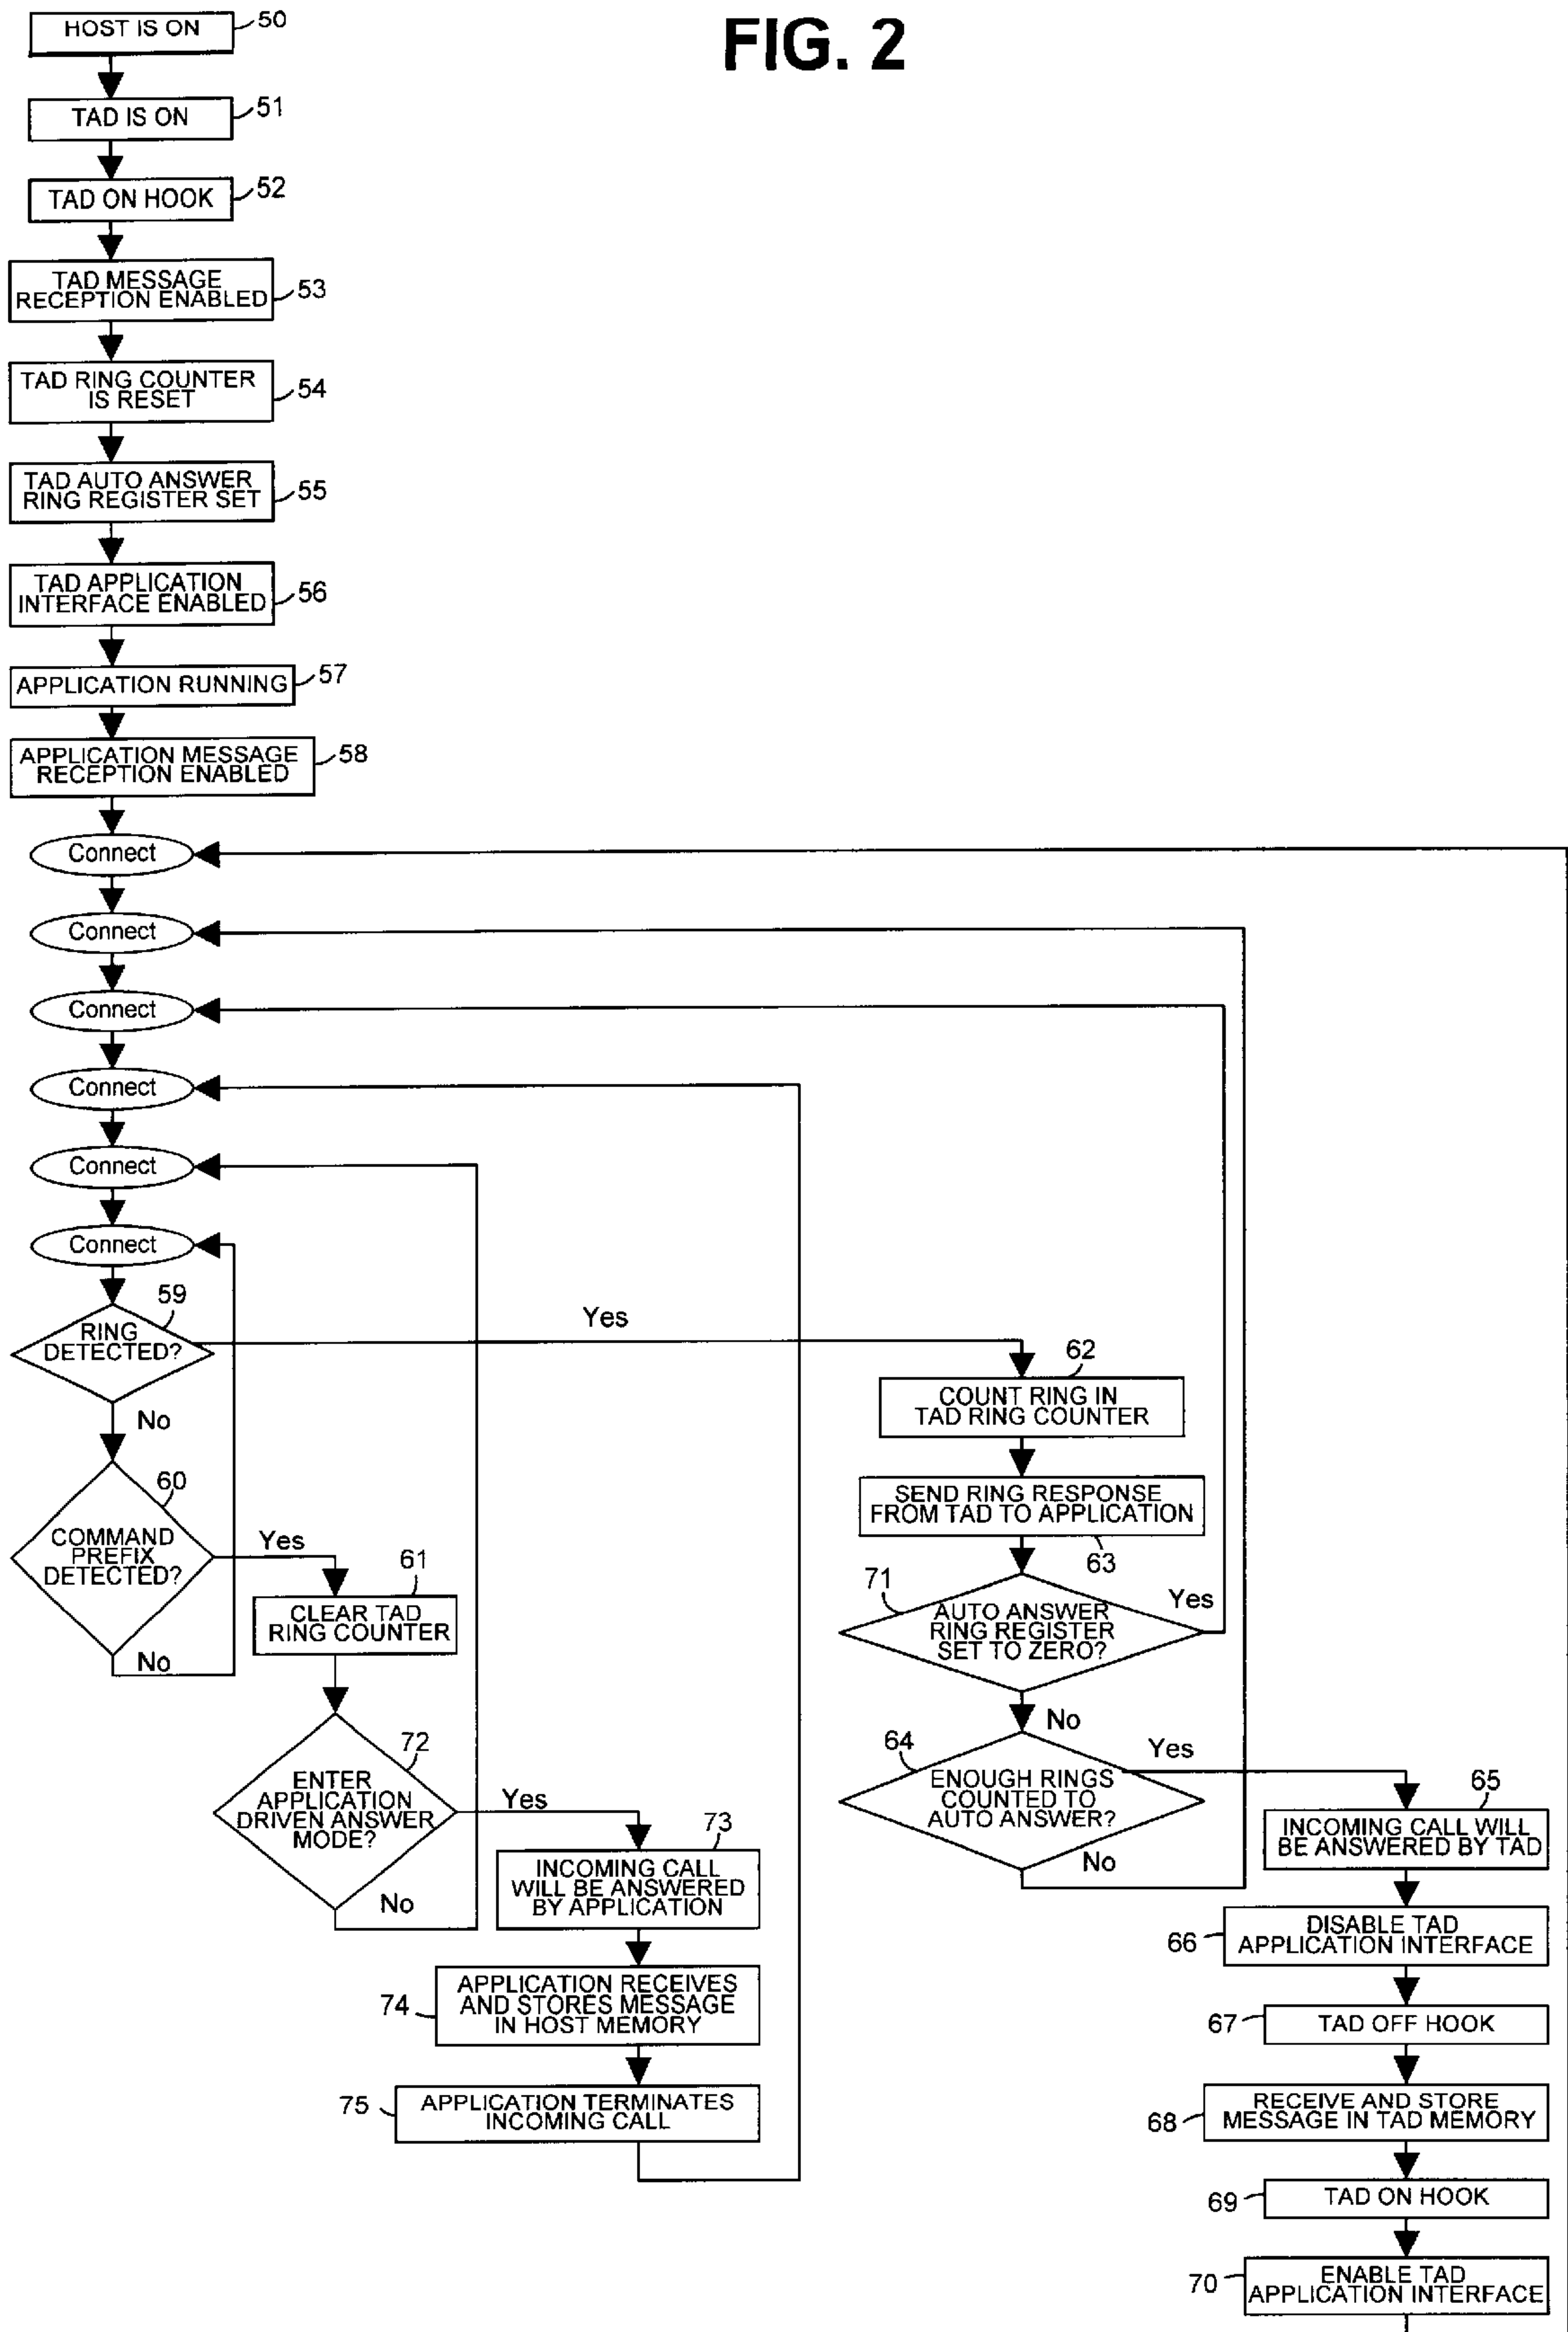 FIG. 2
HOST IS ON
50
TAD IS ON
51
TAD ON HOOK
52
TAD MESSAGE
RECEPTION ENABLED
53
TAD RING COUNTER
IS RESET
54
TAD AUTO ANSWER
RING REGISTER SET
55
TAD APPLICATION
INTERFACE ENABLED
56
APPLICATION RUNNING
57
APPLICATION MESSAGE
RECEPTION ENABLED
58
Connect
Connect
Connect
Connect
Connect
Connect
59
RING
DETECTED?
Yes
No
60
COMMAND
PREFIX
DETECTED?
Yes
No
61
CLEAR TAD
RING COUNTER
72
ENTER
APPLICATION
DRIVEN ANSWER
MODE?
Yes
No
73
INCOMING CALL
WILL BE ANSWERED
BY APPLICATION
74
APPLICATION RECEIVES
AND STORES MESSAGE
IN HOST MEMORY
75
APPLICATION TERMINATES
INCOMING CALL
62
COUNT RING IN
TAD RING COUNTER
SEND RING RESPONSE
FROM TAD TO APPLICATION
63
71
AUTO ANSWER
RING REGISTER
SET TO ZERO?
Yes
No
64
ENOUGH RINGS
COUNTED TO
AUTO ANSWER?
Yes
No
65
INCOMING CALL WILL
BE ANSWERED BY TAD
66
DISABLE TAD
APPLICATION INTERFACE
67
TAD OFF HOOK
68
RECEIVE AND STORE
MESSAGE IN TAD MEMORY
69
TAD ON HOOK
70
ENABLE TAD
APPLICATION INTERFACE